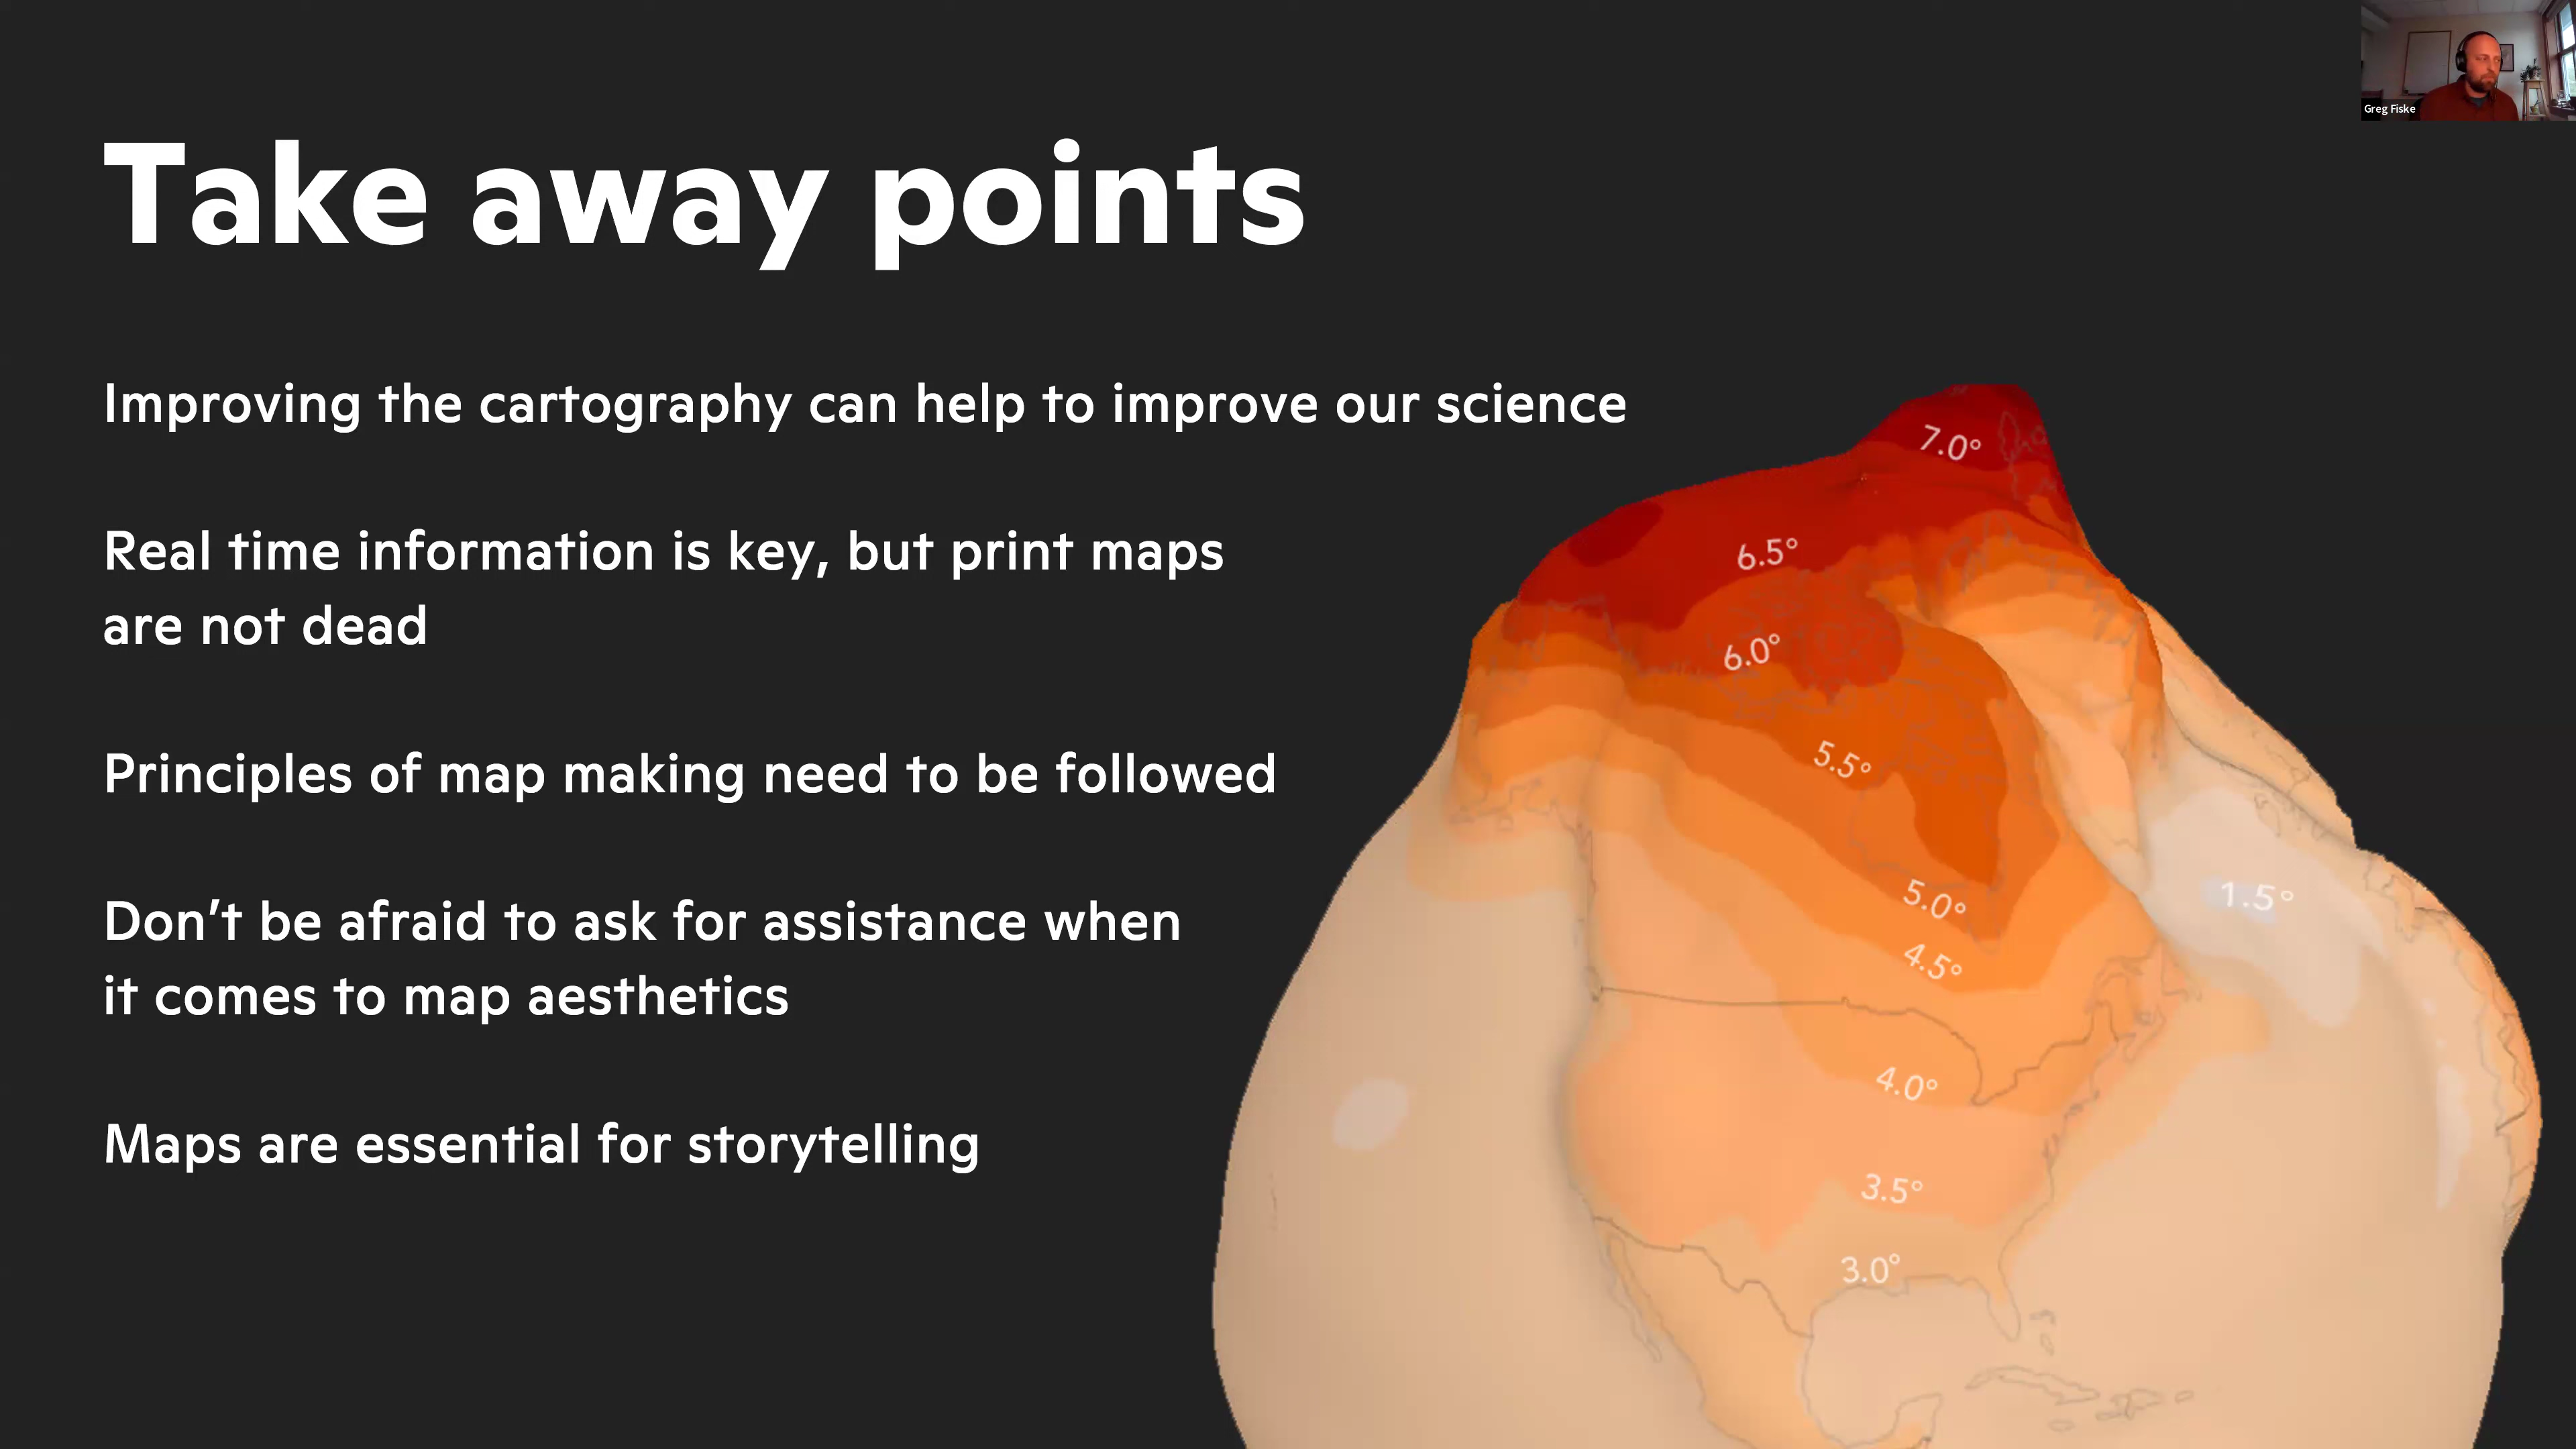 Greg Fiske
Take away points
Improving the cartography can help to improve our science
Real time information is key, but print maps
are not dead
Principles of map making need to be followed
Don’t be afraid to ask for assistance when
it comes to map aesthetics
Maps are essential for storytelling
7.0°
6.5°
6.0°
5.5°
5.0°
1.5°
4.5°
4.0°
3.5°
3.0°